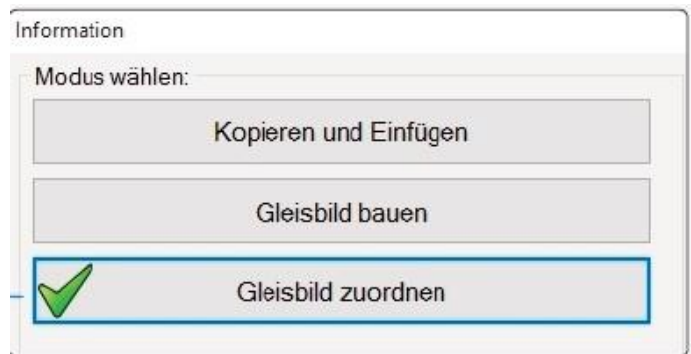 Information
Modus wählen:
Kopieren und Einfügen
Gleisbild bauen
Gleisbild zuordnen